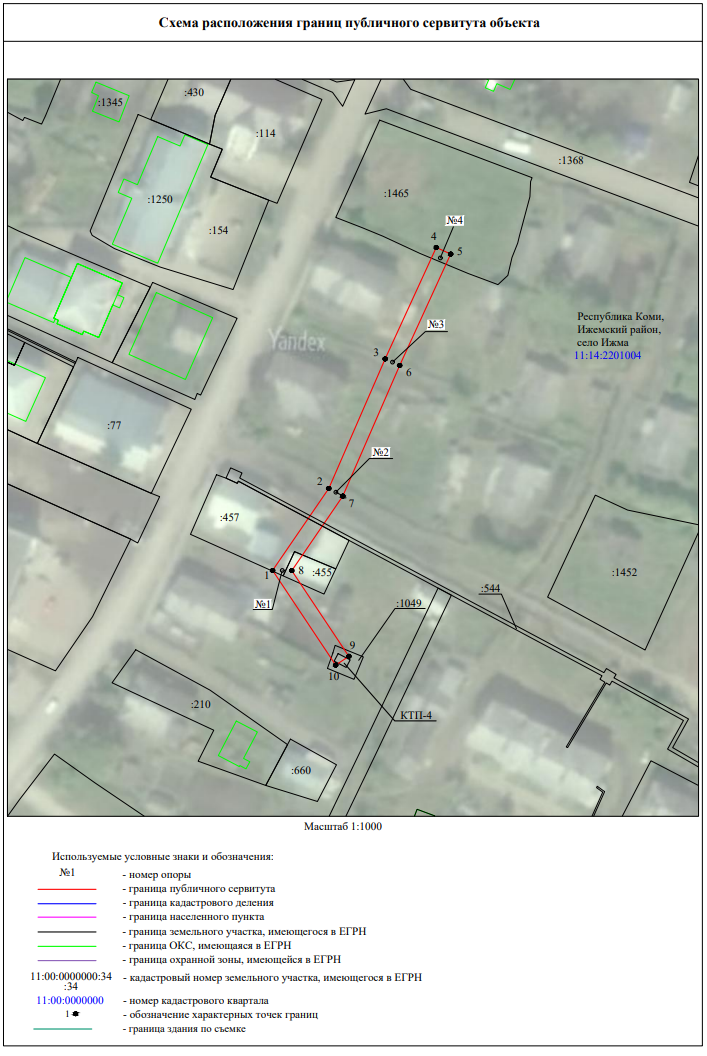 Схема расположения границ публичного сервитута объекта
:430
:1345
:114
:1368
:1250
:1465
:154
№4
4
5
Республика Коми,
Ижемский район,
село Ижма
11:14:2201004
№3
Yandex
3
6
:77
№2
2
7
:457
1
8
:455
:1452
№1
:544
:1049
9
10
:210
КТП-4
:660
Масштаб 1:1000
Используемые условные знаки и обозначения:
№1 - номер опоры
- граница публичного сервитута
- граница кадастрового деления
- граница населенного пункта
- граница земельного участка, имеющегося в ЕГРН
- граница ОКС, имеющаяся в ЕГРН
- граница охранной зоны, имеющейся в ЕГРН
11:00:0000000:34 - кадастровый номер земельного участка, имеющегося в ЕГРН
:34
11:00:0000000 - номер кадастрового квартала
1 - обозначение характерных точек границ
- граница здания по съемке